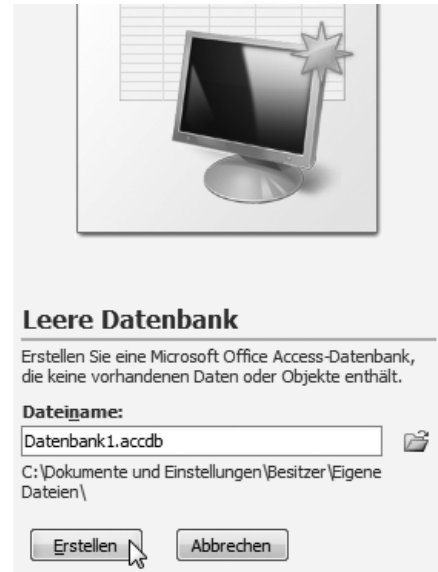 Leere Datenbank
Erstellen Sie eine Microsoft Office Access-Datenbank,
die keine vorhandenen Daten oder Objekte enthält.
Dateiname:
Datenbank1.accdb
C:\Dokumente und Einstellungen\Besitzer\Eigene
Dateien\
Erstellen Abbrechen